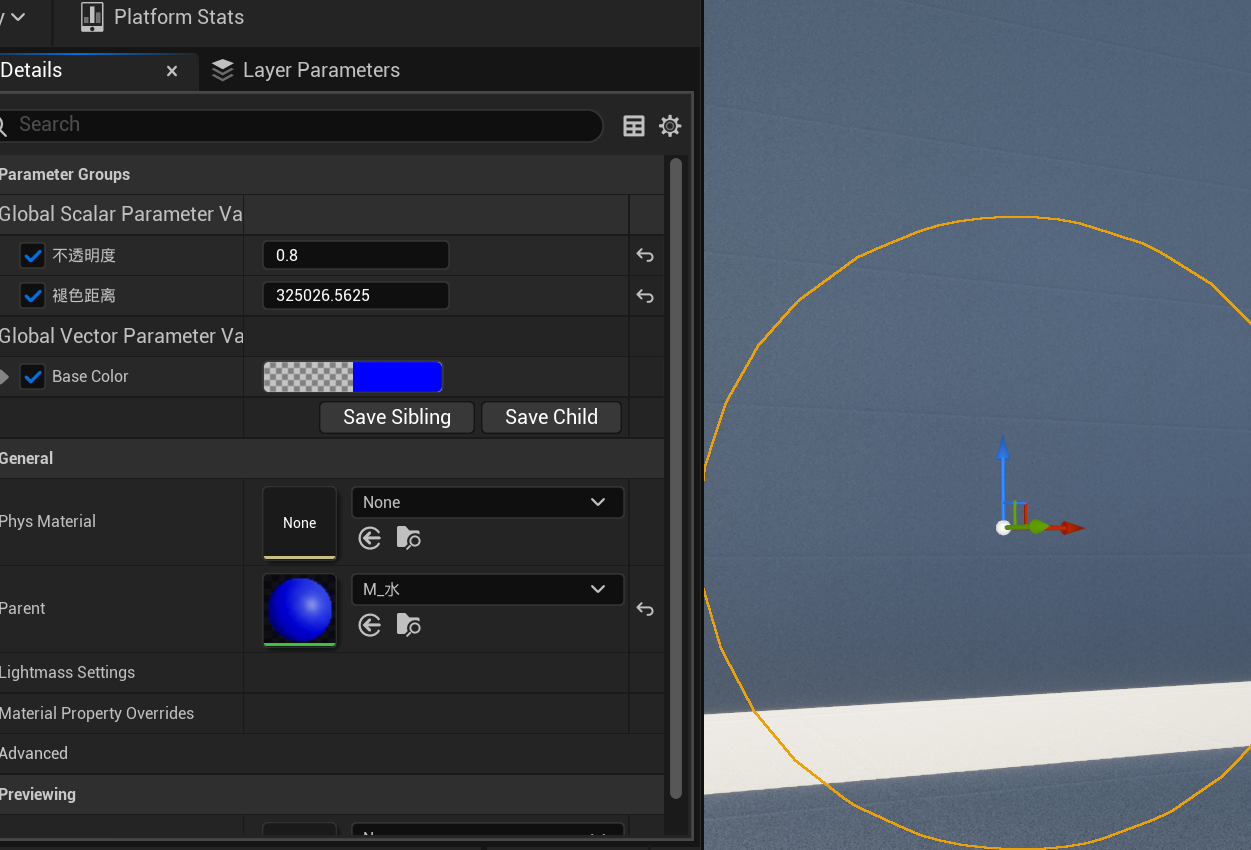 Platform Stats
Details
Layer Parameters
Search
Parameter Groups
Global Scalar Parameter Va
不透明度
0.8
褪色距离
325026.5625
Global Vector Parameter Va
Base Color
Save Sibling
Save Child
General
Phys Material
None
None
Parent
M_水
Lightmass Settings
Material Property Overrides
Advanced
Previewing